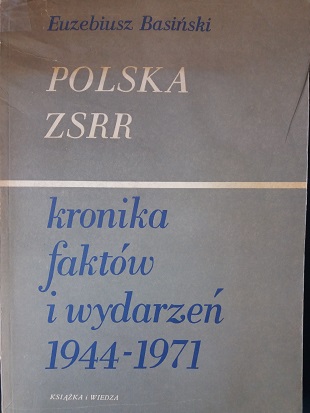 Euzebiusz Basiński
POLSKA
ZSRR
kronika
faktów
i wydarzeń
1944-1971
KSIĄŻKA i WIEDZA